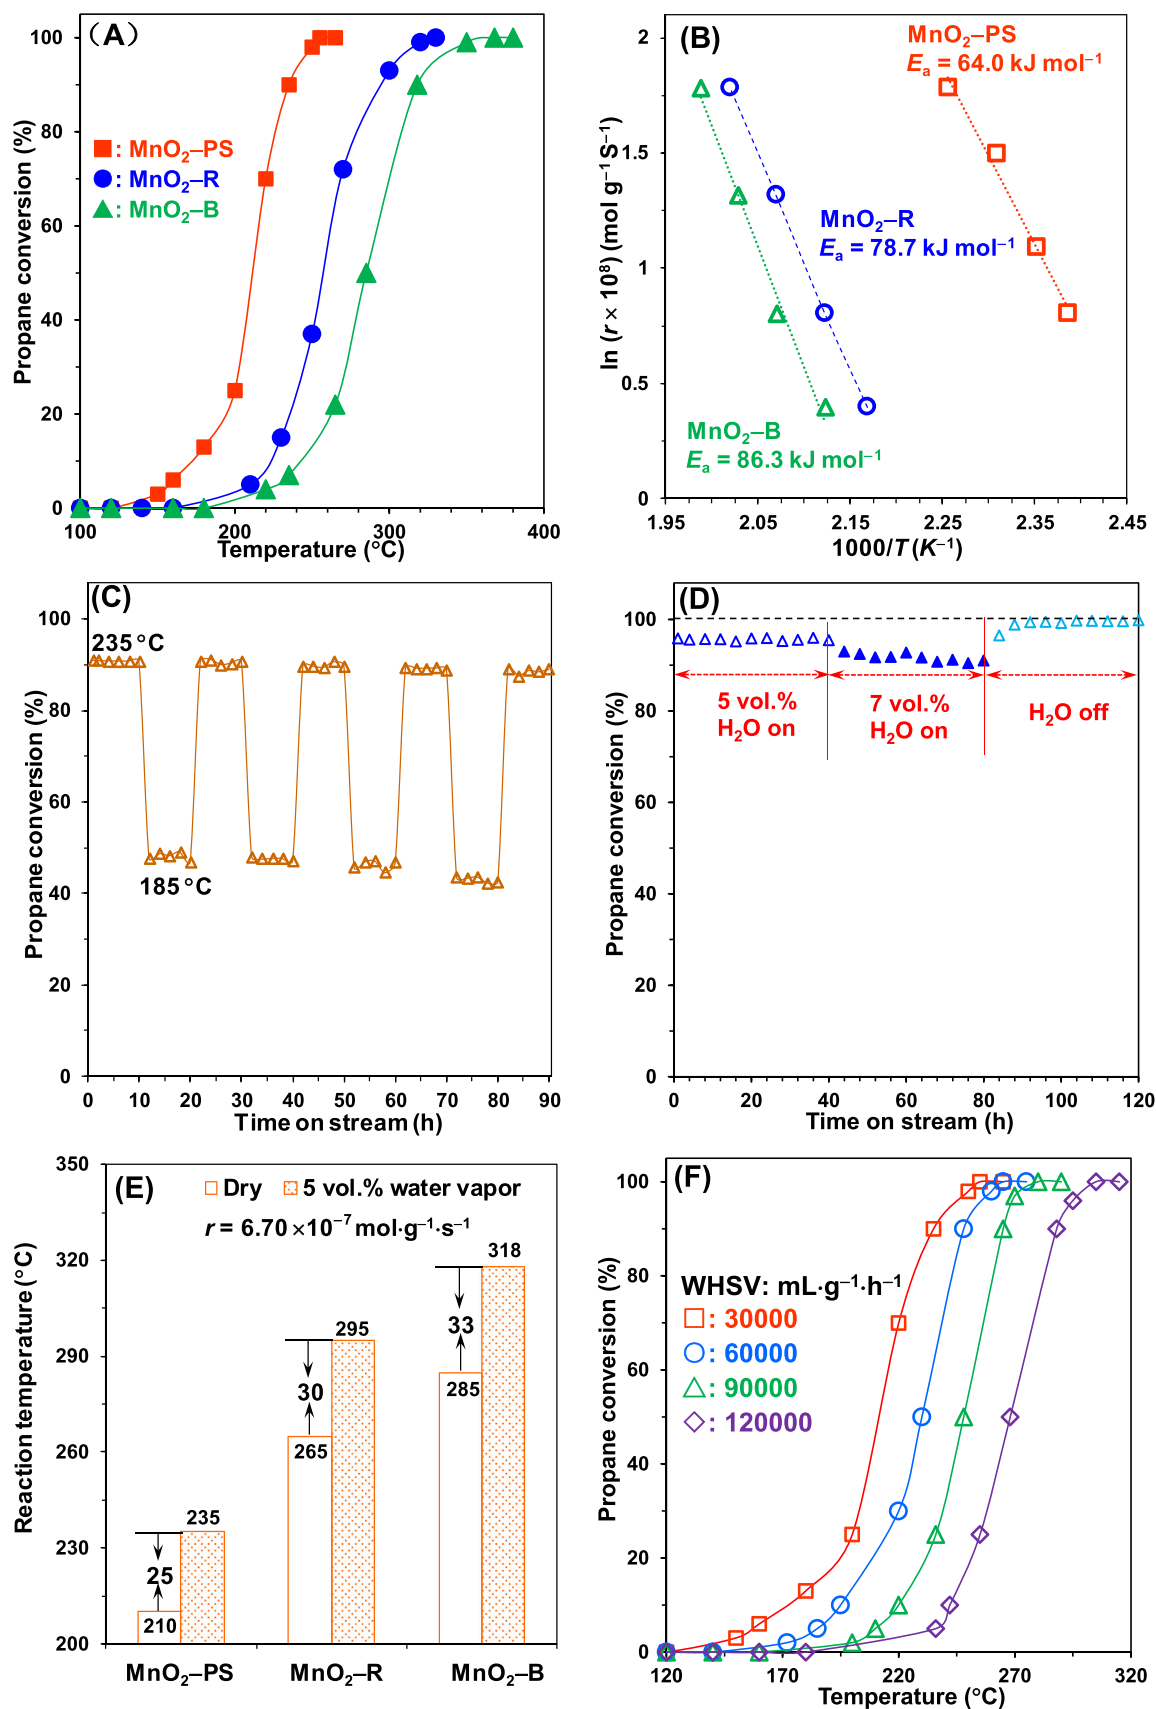 (A)
100
80
60
40
20
0
Propane conversion (%)
: MnO₂–PS
: MnO₂–R
: MnO₂–B
100
200
300
400
Temperature (°C)
(B)
2
1.5
1
0.5
0
ln (r × 10⁸) (mol g⁻¹S⁻¹)
MnO₂–PS
Eₐ = 64.0 kJ mol⁻¹
MnO₂–R
Eₐ = 78.7 kJ mol⁻¹
MnO₂–B
Eₐ = 86.3 kJ mol⁻¹
1.95
2.05
2.15
2.25
2.35
2.45
1000/T (K⁻¹)
(C)
100
80
60
40
20
0
Propane conversion (%)
235 °C
185 °C
0
10
20
30
40
50
60
70
80
90
Time on stream (h)
(D)
100
80
60
40
20
0
Propane conversion (%)
5 vol.%
H₂O on
7 vol.%
H₂O on
H₂O off
0
20
40
60
80
100
120
Time on stream (h)
(E)
350
320
290
260
230
200
Reaction temperature (°C)
Dry
5 vol.% water vapor
r = 6.70 ×10⁻⁷ mol·g⁻¹·s⁻¹
235
25
210
295
30
265
318
33
285
MnO₂–PS
MnO₂–R
MnO₂–B
(F)
100
80
60
40
20
0
Propane conversion (%)
WHSV: mL·g⁻¹·h⁻¹
: 30000
: 60000
: 90000
: 120000
120
170
220
270
320
Temperature (°C)